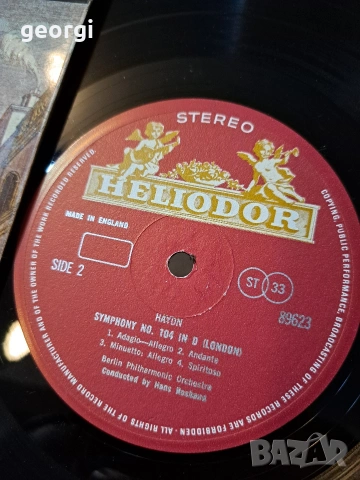 georgi
STEREO
HELIODOR
MADE IN ENGLAND
SIDE 2
ST 33
89623
HAYDN
SYMPHONY NO. 104 IN D (LONDON)
1. Adagio—Allegro 2. Andante
3. Minuetto; Allegro 4. Spiritoso
Berlin Philharmonic Orchestra
Conducted by Hans Rosbaud
ALL RIGHTS OF THE RECORD MANUFACTURER AND OF THE OWNER OF THE WORK RECORDED RESERVED. COPYING, PUBLIC PERFORMANCE, BROADCASTING OF THESE RECORDS ARE FORBIDDEN -
BAZAR